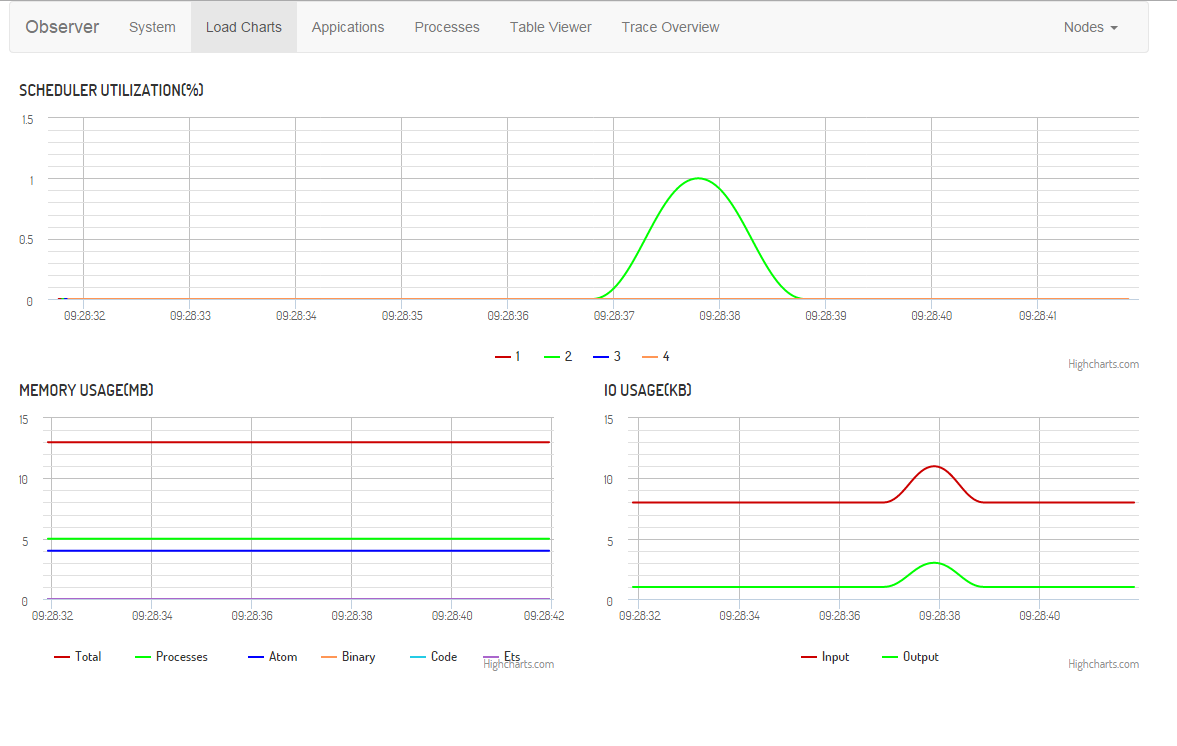 Observer System Load Charts Appications Processes Table Viewer Trace Overview Nodes
SCHEDULER UTILIZATION(%)
1.5
1
0.5
0
09:28:32 09:28:33 09:28:34 09:28:35 09:28:36 09:28:37 09:28:38 09:28:39 09:28:40 09:28:41
1 2 3 4
Highcharts.com
MEMORY USAGE(MB)
15
10
5
0
09:28:32 09:28:34 09:28:36 09:28:38 09:28:40 09:28:42
Total Processes Atom Binary Code Ets
Highcharts.com
IO USAGE(KB)
15
10
5
0
09:28:32 09:28:34 09:28:36 09:28:38 09:28:40
Input Output
Highcharts.com